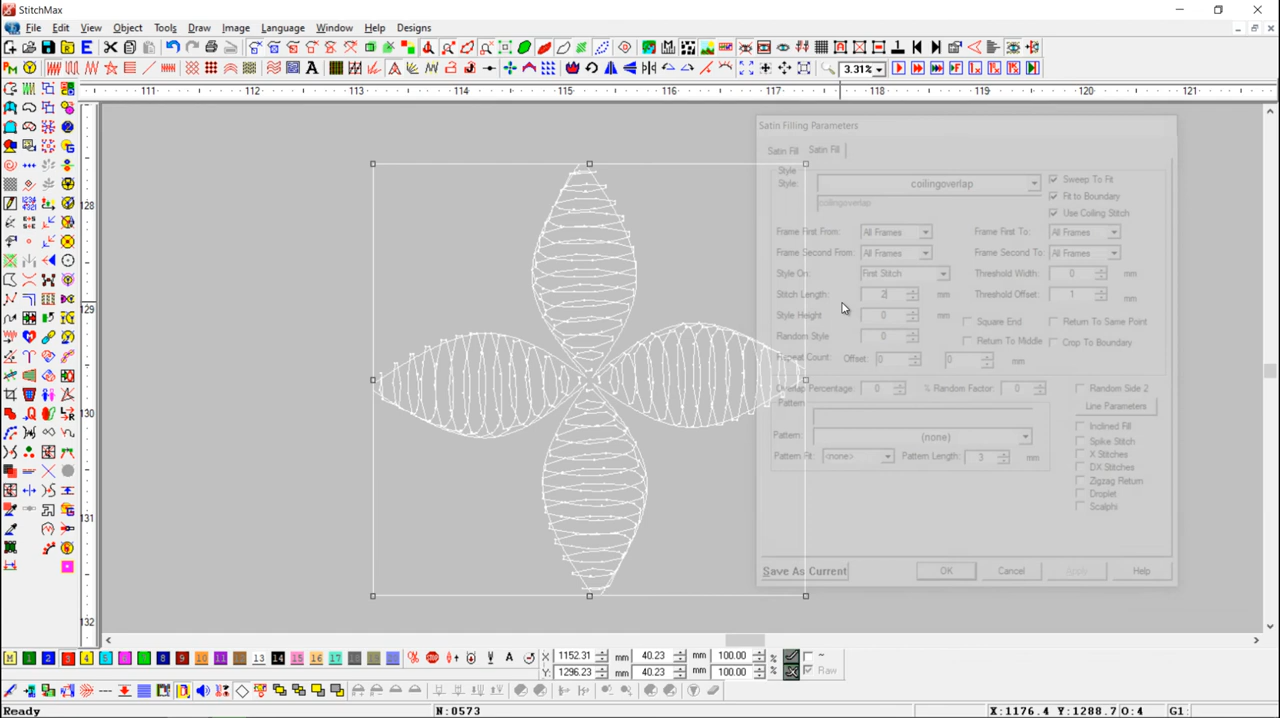 StitchMax
File Edit View Object Tools Draw Image Language Window Help Designs
3.31%
111 112 113 114 115 116 117 118 119 120 121
128
129
130
131
132
Satin Filling Parameters
Satin Fill Satin Fill
Style
Style: coilingoverlap
coilingoverlap
Sweep To Fit
Fit to Boundary
Use Coiling Stitch
Frame First From: All Frames Frame First To: All Frames
Frame Second From: All Frames Frame Second To: All Frames
Style On: First Stitch Threshold Width: 0 mm
Stitch Length: 2 mm Threshold Offset: 1 mm
Style Height 0 mm Square End Return To Same Point
Random Style 0 Return To Middle Crop To Boundary
Repeat Count: Offset: 0 0 mm
Overlap Percentage: 0 % Random Factor: 0 Random Side 2
Pattern
Line Parameters
Pattern: (none)
Pattern Fit: <none> Pattern Length: 3 mm
Inclined Fill
Spike Stitch
X Stitches
DX Stitches
Zigzag Return
Droplet
Scalphi
Save As Current OK Cancel Apply Help
M 1 2 3 4 5 6 7 8 9 10 11 12 13 14 15 16 17 18 19 20
X 1152.31 mm 40.23 mm 100.00 %
Y: 1296.23 mm 40.23 mm 100.00 % Raw
Ready N:0573 X:1176.4 Y:1288.7 O:4 G1: